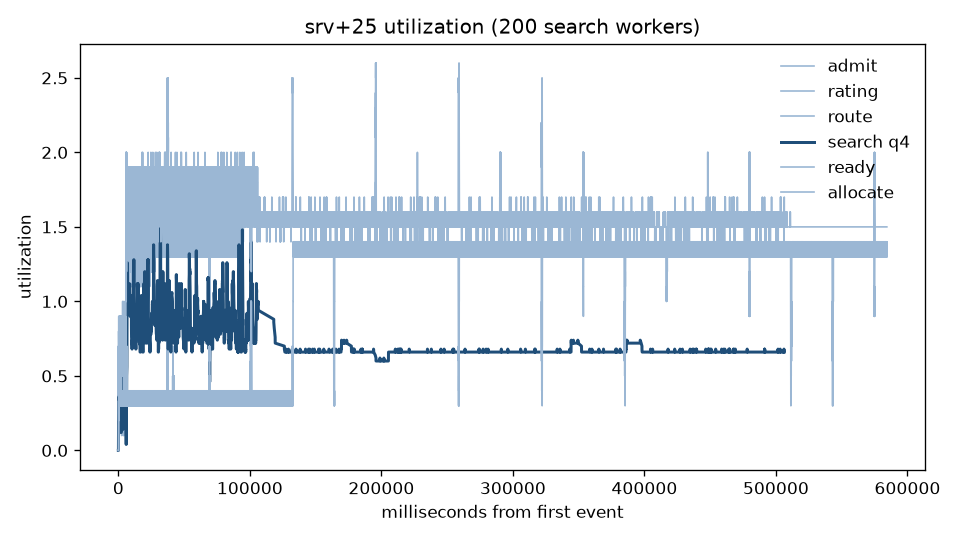 srv+25 utilization (200 search workers)
utilization
2.5
2.0
1.5
1.0
0.5
0.0
admit
rating
route
search q4
ready
allocate
0
100000
200000
300000
400000
500000
600000
milliseconds from first event